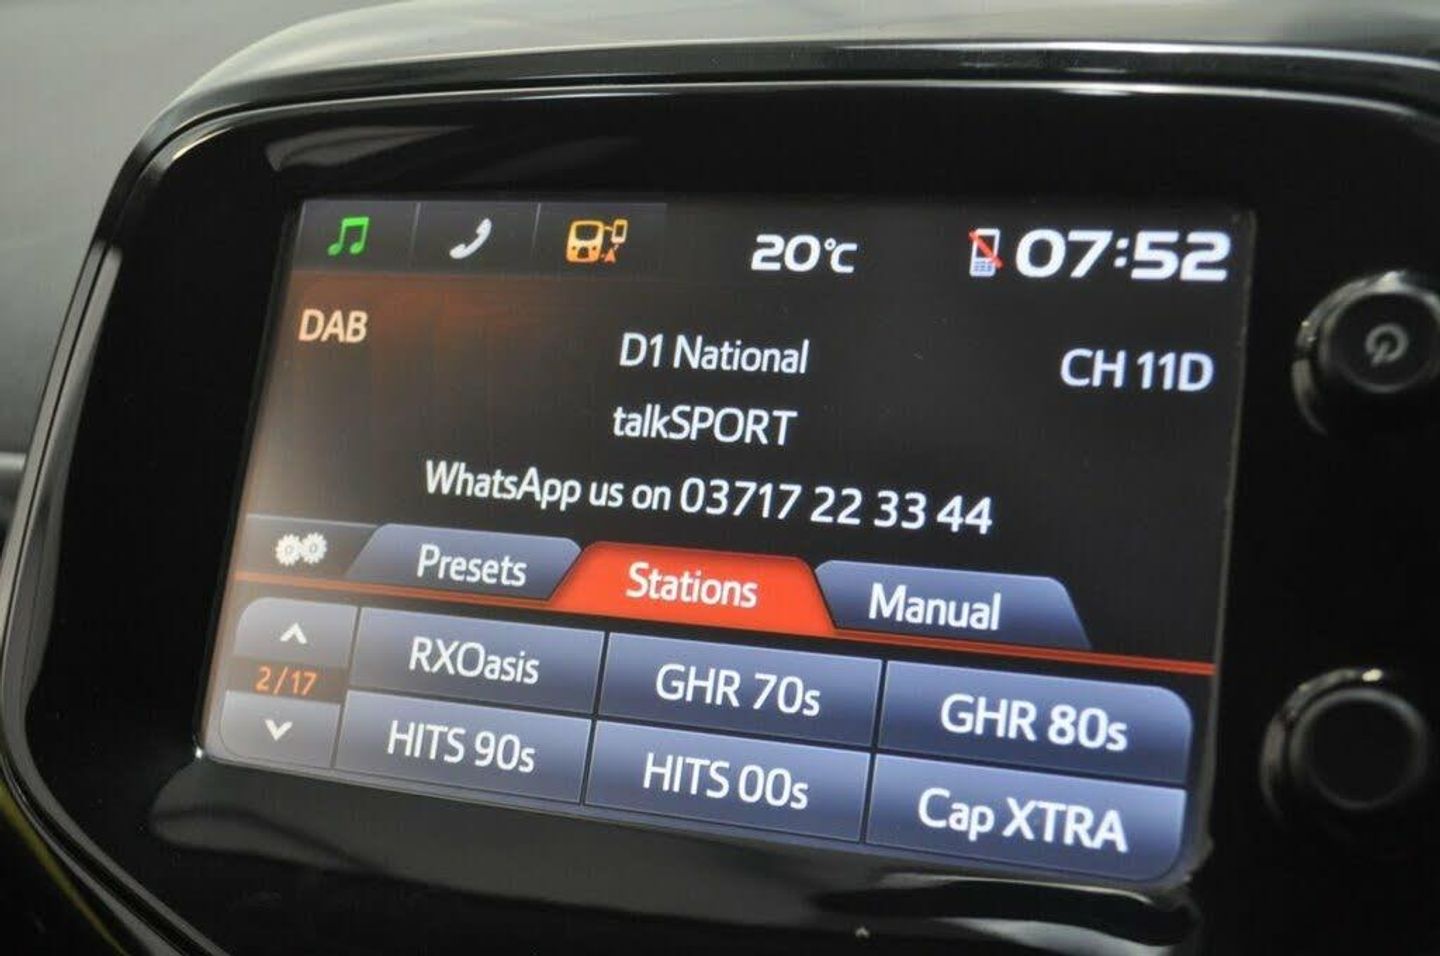 20°C
07:52
DAB
D1 National
CH 11D
talkSPORT
WhatsApp us on 03717 22 33 44
Presets
Stations
Manual
2/17
RXOasis
GHR 70s
GHR 80s
HITS 90s
HITS 00s
Cap XTRA